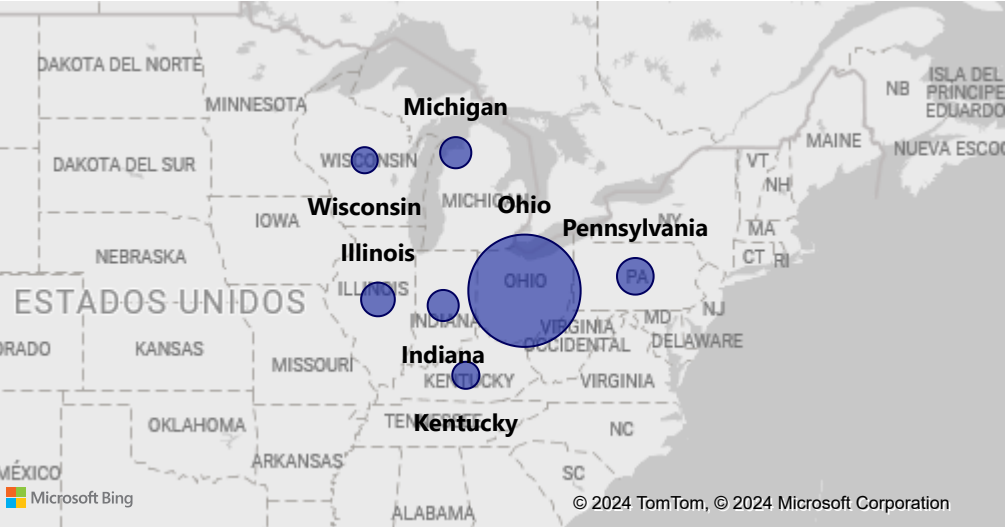 DAKOTA DEL NORTE
MINNESOTA
Michigan
ISLA DEL
PRÍNCIPE
EDUARDO
NB
MAINE
NUEVA ESCOC
DAKOTA DEL SUR
WISCONSIN
VT
NH
Wisconsin
MICHIGAN
Ohio
IOWA
NY
Pennsylvania
MA
NEBRASKA
Illinois
CT
RI
ESTADOS UNIDOS
ILLINOIS
OHIO
PA
INDIANA
MD
NJ
VIRGINIA
OCCIDENTAL
DELAWARE
ORADO
KANSAS
Indiana
MISSOURI
KENTUCKY
VIRGINIA
OKLAHOMA
TENNESSEE
Kentucky
NC
MÉXICO
ARKANSAS
SC
Microsoft Bing
ALABAMA
© 2024 TomTom, © 2024 Microsoft Corporation